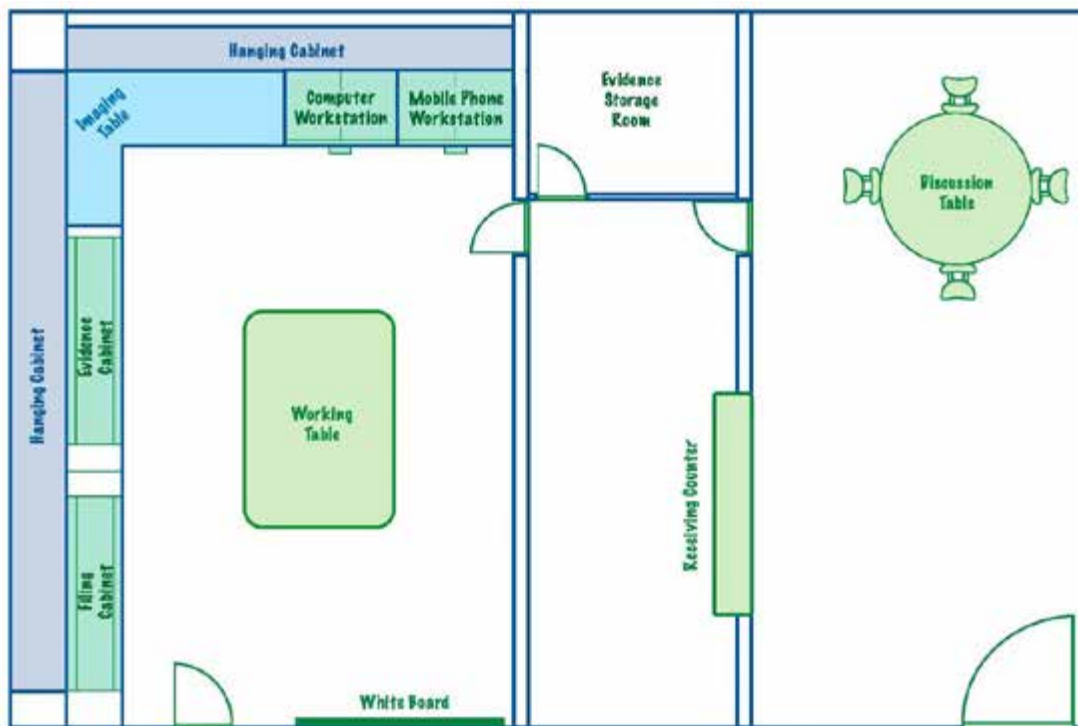 Hanging Cabinet
Imaging
Table
Computer
Workstation
Mobile Phone
Workstation
Evidence
Storage
Room
Discussion
Table
Hanging Cabinet
Evidence
Cabinet
Working
Table
Receiving Counter
Filing
Cabinet
White Board